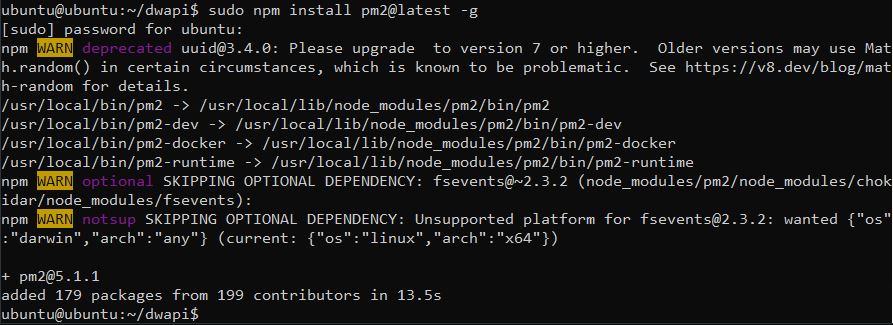 ubuntu@ubuntu:~/dwapi$ sudo npm install pm2@latest -g
[sudo] password for ubuntu:
npm WARN deprecated uuid@3.4.0: Please upgrade  to version 7 or higher.  Older versions may use Mat
h.random() in certain circumstances, which is known to be problematic.  See https://v8.dev/blog/mat
h-random for details.
/usr/local/bin/pm2 -> /usr/local/lib/node_modules/pm2/bin/pm2
/usr/local/bin/pm2-dev -> /usr/local/lib/node_modules/pm2/bin/pm2-dev
/usr/local/bin/pm2-docker -> /usr/local/lib/node_modules/pm2/bin/pm2-docker
/usr/local/bin/pm2-runtime -> /usr/local/lib/node_modules/pm2/bin/pm2-runtime
npm WARN optional SKIPPING OPTIONAL DEPENDENCY: fsevents@~2.3.2 (node_modules/pm2/node_modules/chok
idar/node_modules/fsevents):
npm WARN notsup SKIPPING OPTIONAL DEPENDENCY: Unsupported platform for fsevents@2.3.2: wanted {"os"
:"darwin","arch":"any"} (current: {"os":"linux","arch":"x64"})
+ pm2@5.1.1
added 179 packages from 199 contributors in 13.5s
ubuntu@ubuntu:~/dwapi$